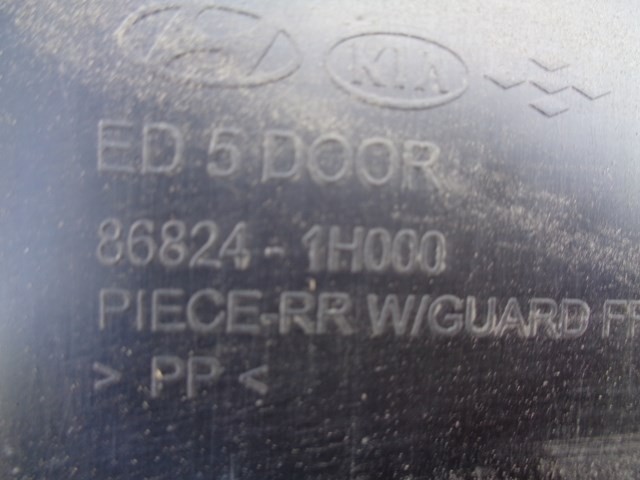 KIA
ED 5 DOOR
86824-1H000
PIECE-RR W/GUARD
> PP <